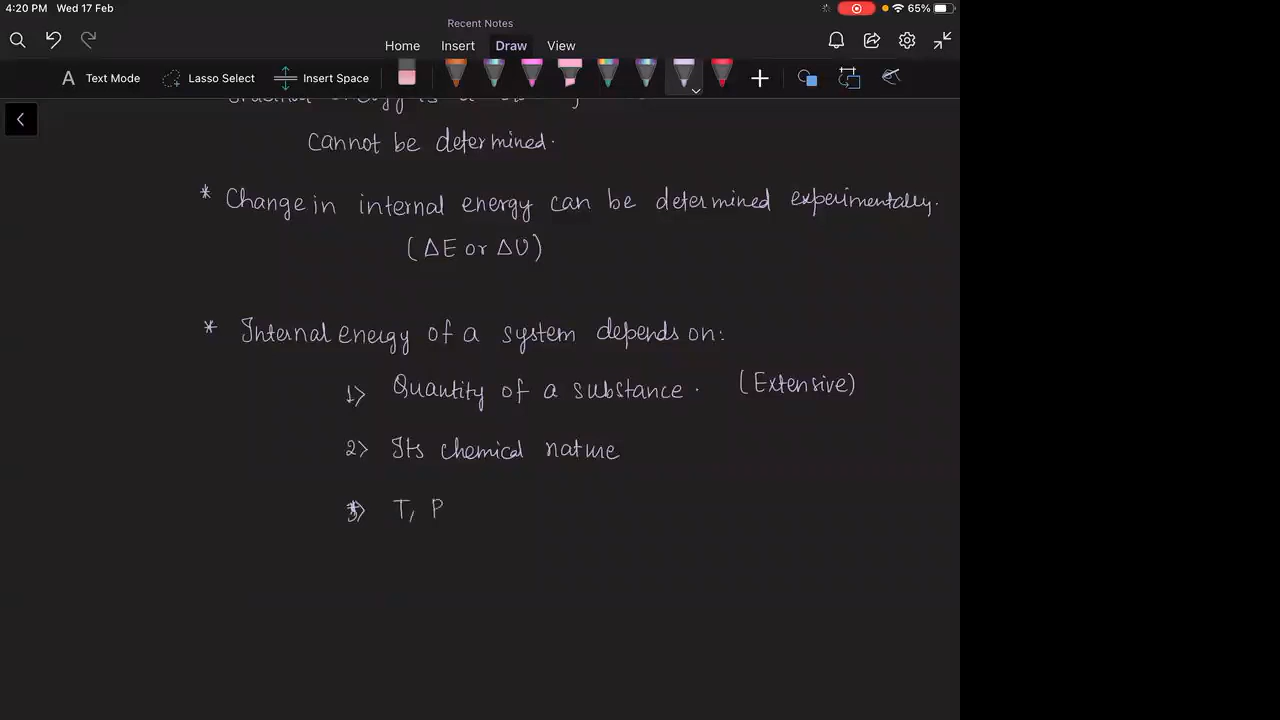 4:20 PM Wed 17 Feb
65%
Recent Notes
Home Insert Draw View
A Text Mode Lasso Select Insert Space
energy is a
cannot be determined.
* Change in internal energy can be determined experimentally.
(ΔE or ΔU)
* Internal energy of a system depends on:
1> Quantity of a substance. (Extensive)
2> Its chemical nature
3> T, P